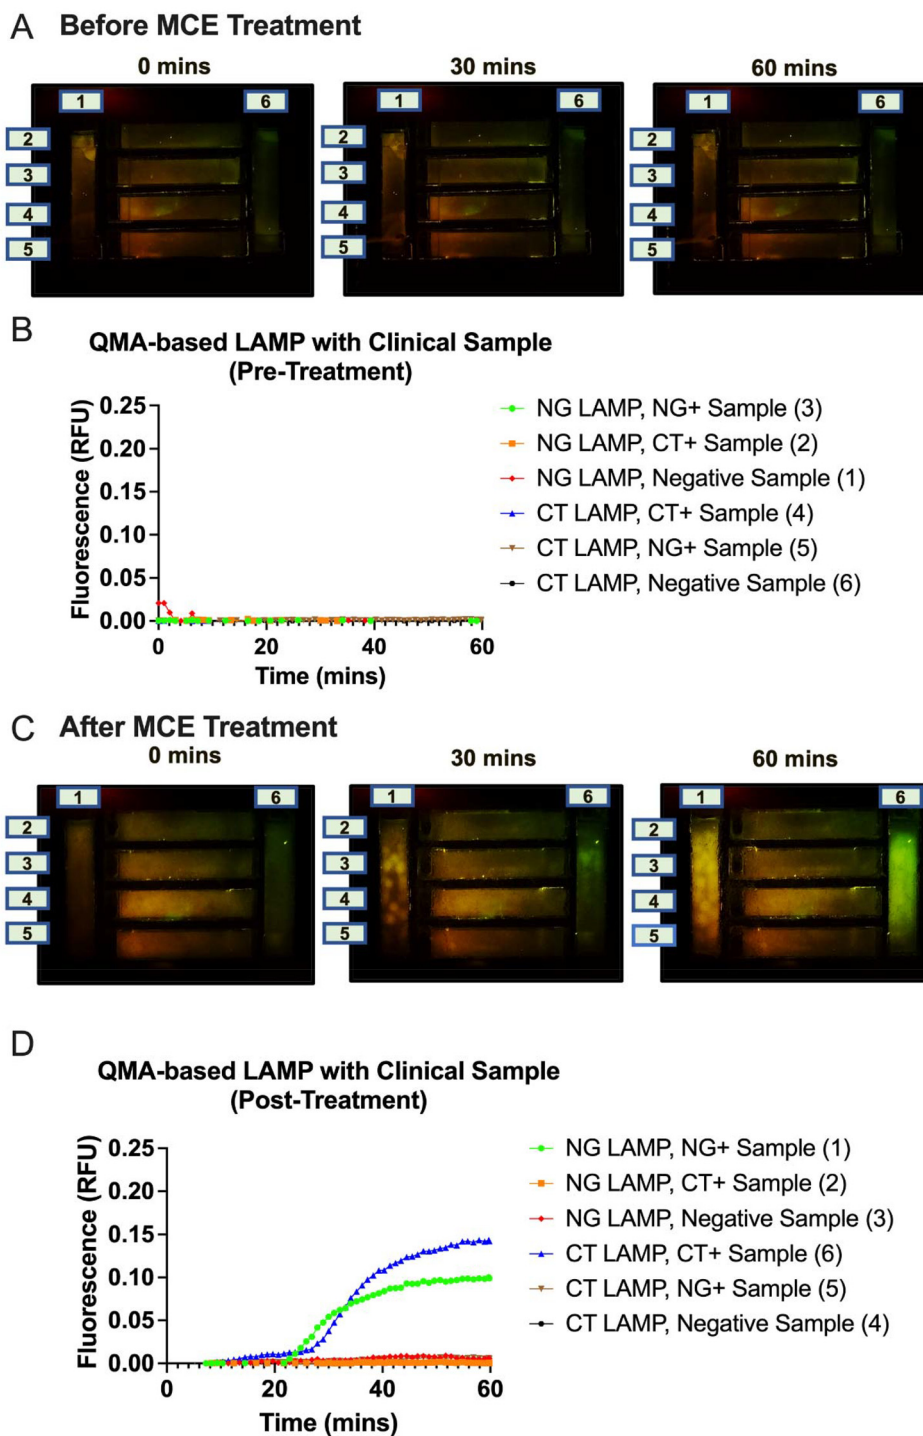 A Before MCE Treatment
0 mins 30 mins 60 mins
1 6 1 6 1 6
2 2 2
3 3 3
4 4 4
5 5 5
B
QMA-based LAMP with Clinical Sample
(Pre-Treatment)
Fluorescence (RFU)
0.25
0.20
0.15
0.10
0.05
0.00
0 20 40 60
Time (mins)
NG LAMP, NG+ Sample (3)
NG LAMP, CT+ Sample (2)
NG LAMP, Negative Sample (1)
CT LAMP, CT+ Sample (4)
CT LAMP, NG+ Sample (5)
CT LAMP, Negative Sample (6)
C After MCE Treatment
0 mins 30 mins 60 mins
1 6 1 6 1 6
2 2 2
3 3 3
4 4 4
5 5 5
D
QMA-based LAMP with Clinical Sample
(Post-Treatment)
Fluorescence (RFU)
0.25
0.20
0.15
0.10
0.05
0.00
0 20 40 60
Time (mins)
NG LAMP, NG+ Sample (1)
NG LAMP, CT+ Sample (2)
NG LAMP, Negative Sample (3)
CT LAMP, CT+ Sample (6)
CT LAMP, NG+ Sample (5)
CT LAMP, Negative Sample (4)